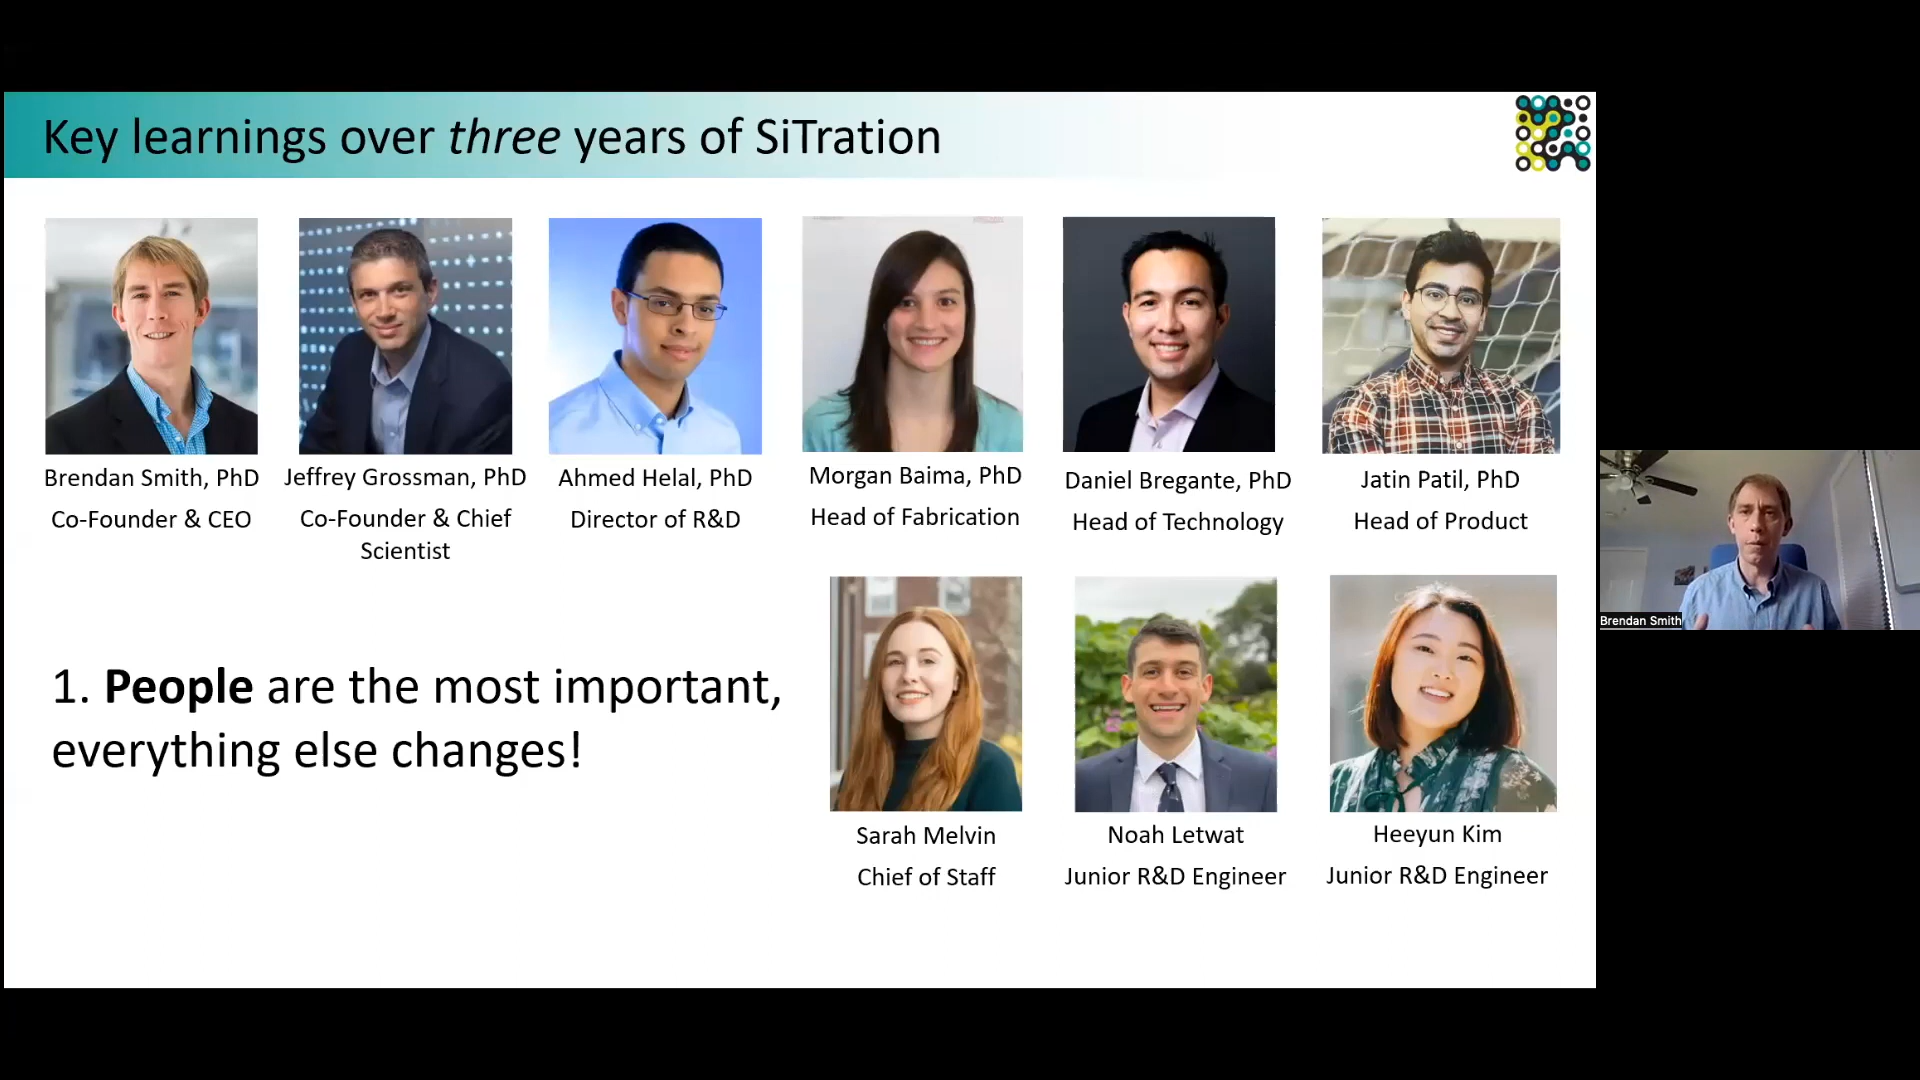 Key learnings over three years of SiTration
Brendan Smith, PhD
Co-Founder & CEO
Jeffrey Grossman, PhD
Co-Founder & Chief
Scientist
Ahmed Helal, PhD
Director of R&D
Morgan Baima, PhD
Head of Fabrication
Daniel Bregante, PhD
Head of Technology
Jatin Patil, PhD
Head of Product
1. People are the most important,
everything else changes!
Sarah Melvin
Chief of Staff
Noah Letwat
Junior R&D Engineer
Heeyun Kim
Junior R&D Engineer
Brendan Smith